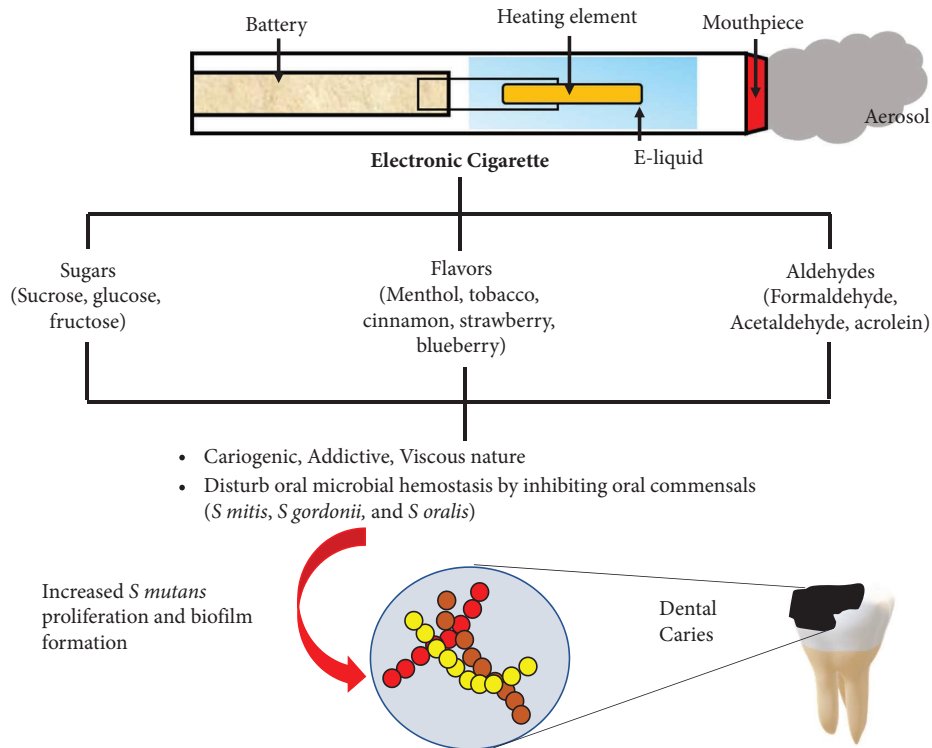 Battery
Heating element
Mouthpiece
Aerosol
E-liquid
Electronic Cigarette
Sugars
(Sucrose, glucose,
fructose)
Flavors
(Menthol, tobacco,
cinnamon, strawberry,
blueberry)
Aldehydes
(Formaldehyde,
Acetaldehyde, acrolein)
• Cariogenic, Addictive, Viscous nature
• Disturb oral microbial hemostasis by inhibiting oral commensals
(S mitis, S gordonii, and S oralis)
Increased S mutans
proliferation and biofilm
formation
Dental
Caries